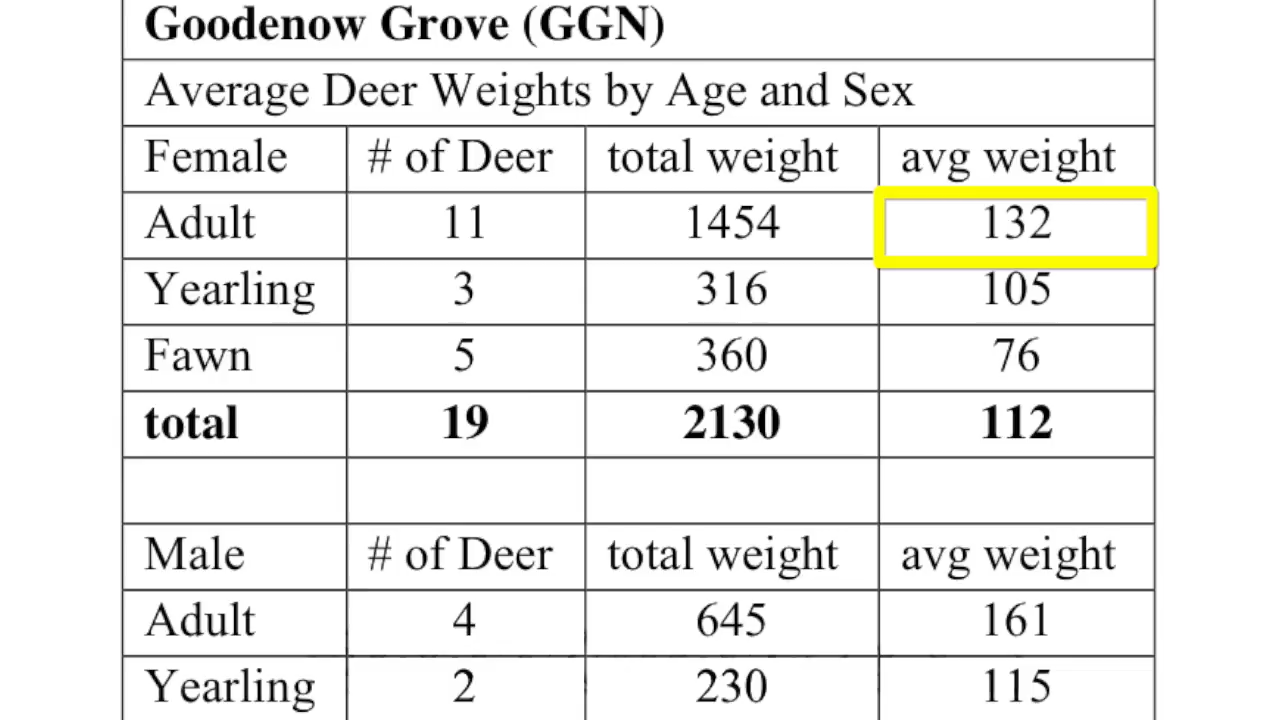 Goodenow Grove (GGN)
Average Deer Weights by Age and Sex
Female # of Deer total weight avg weight
Adult 11 1454 132
Yearling 3 316 105
Fawn 5 360 76
total 19 2130 112
Male # of Deer total weight avg weight
Adult 4 645 161
Yearling 2 230 115